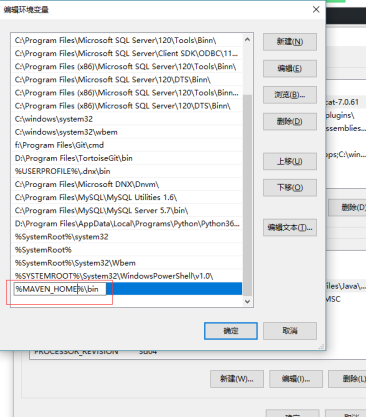 编辑环境变量
C:\Program Files\Microsoft SQL Server\120\Tools\Binn\
C:\Program Files\Microsoft SQL Server\Client SDK\ODBC\11...
C:\Program Files (x86)\Microsoft SQL Server\120\Tools\Binn...
C:\Program Files\Microsoft SQL Server\120\DTS\Binn\
C:\Program Files (x86)\Microsoft SQL Server\120\Tools\Binn...
C:\Program Files (x86)\Microsoft SQL Server\120\DTS\Binn\
C:\windows\system32
C:\windows\system32\wbem
f:\Program Files\Git\cmd
D:\Program Files\TortoiseGit\bin
%USERPROFILE%\.dnx\bin
C:\Program Files\Microsoft DNX\Dnvm\
C:\Program Files\MySQL\MySQL Utilities 1.6\
C:\Program Files\MySQL\MySQL Server 5.7\bin\
D:\Program Files\AppData\Local\Programs\Python\Python36...
%SystemRoot%\system32
%SystemRoot%
%SystemRoot%\System32\Wbem
%SYSTEMROOT%\System32\WindowsPowerShell\v1.0\
%MAVEN_HOME%\bin
新建(N)
编辑(E)
浏览(B)...
删除(D)
上移(U)
下移(O)
编辑文本(T)...
确定
取消
cat-7.0.61
plugins\
ssemblies...
ops;C:\win...
删除(D)
iles\Java\...
MSC
PROCESSOR_REVISION
3d04
新建(W)...
编辑(I)...
删除(L)
确定
取消